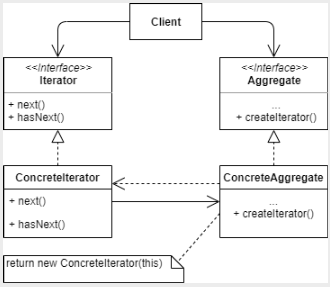 Client
<<interface>>
Iterator
+ next()
+ hasNext()
<<interface>>
Aggregate
...
+ createIterator()
ConcreteIterator
+ next()
+ hasNext()
ConcreteAggregate
...
+ createIterator()
return new ConcreteIterator(this)